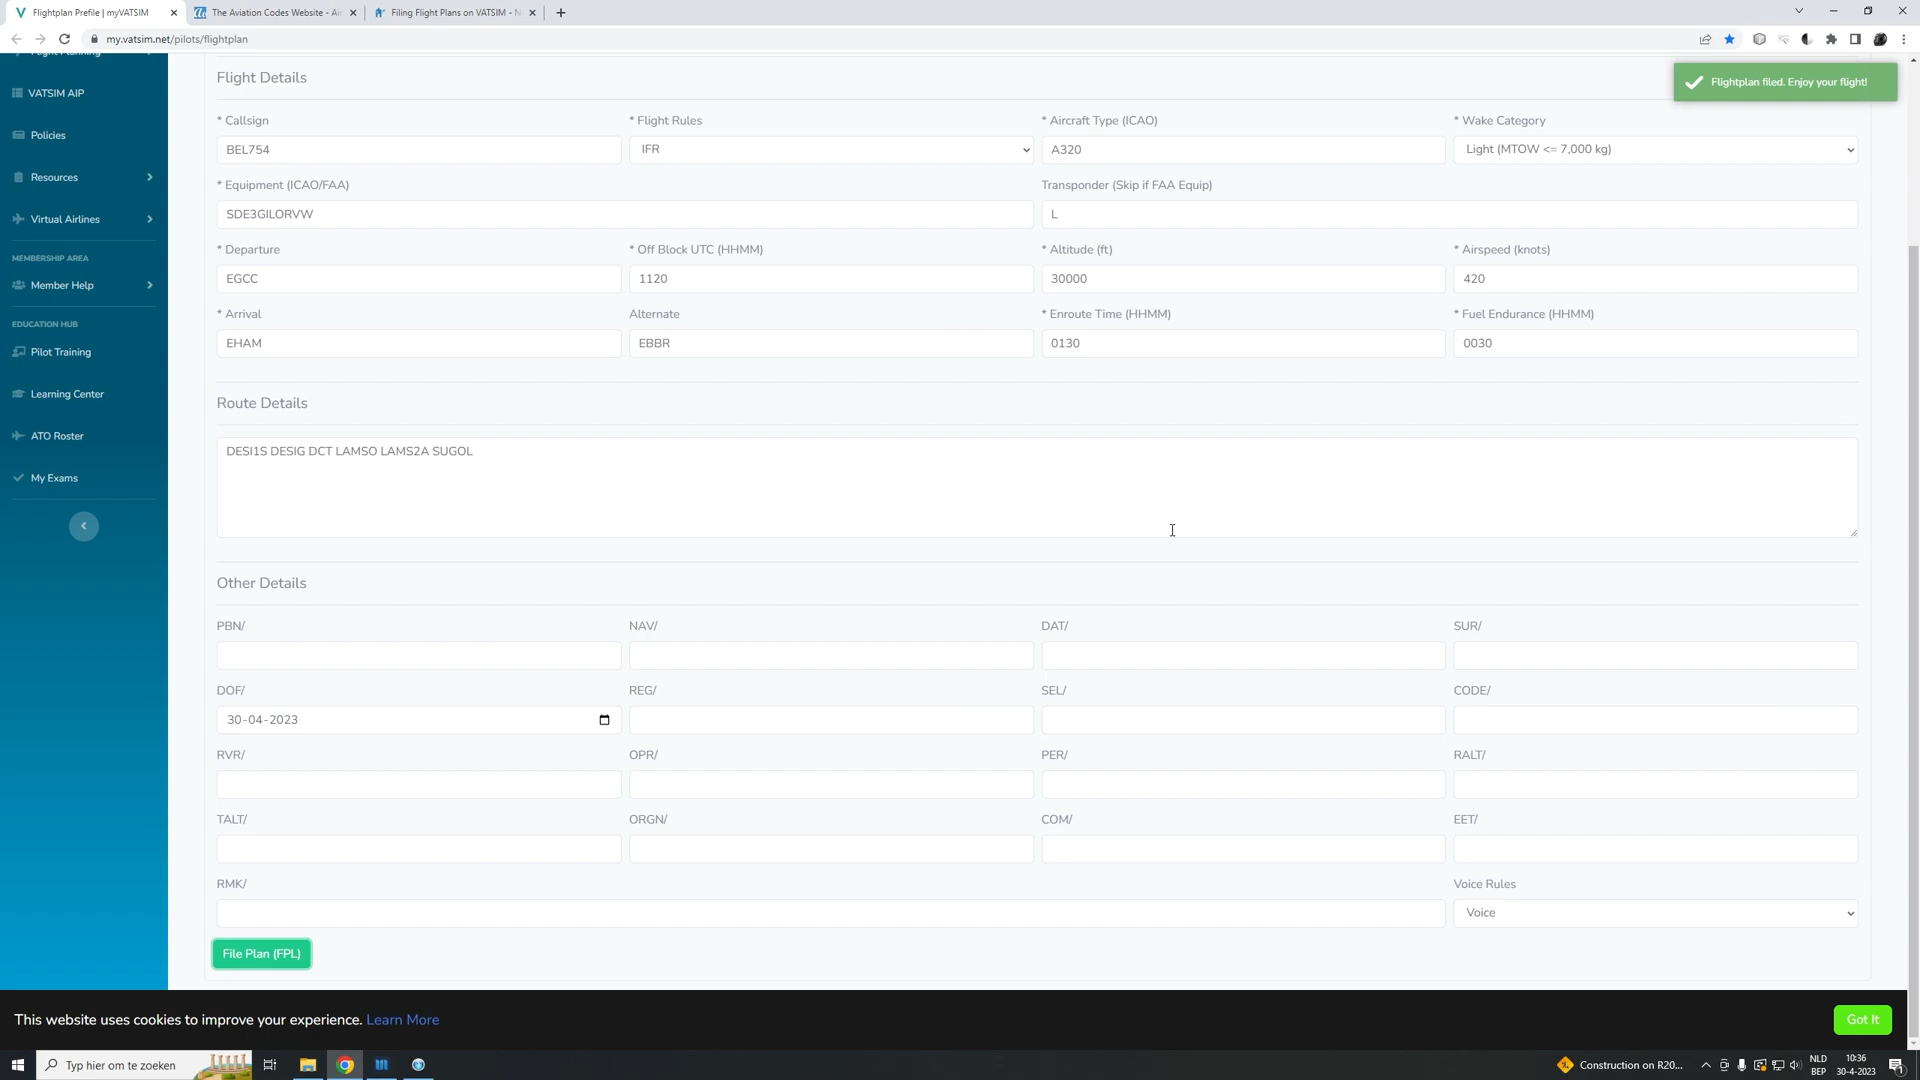 Flightplan Prefile | myVATSIM
The Aviation Codes Website - Air
Filing Flight Plans on VATSIM - N
my.vatsim.net/pilots/flightplan
Flight Planning
VATSIM AIP
Policies
Resources
Virtual Airlines
MEMBERSHIP AREA
Member Help
EDUCATION HUB
Pilot Training
Learning Center
ATO Roster
My Exams
Flight Details
Flightplan filed. Enjoy your flight!
* Callsign * Flight Rules * Aircraft Type (ICAO) * Wake Category
BEL754 IFR A320 Light (MTOW <= 7,000 kg)
* Equipment (ICAO/FAA) Transponder (Skip if FAA Equip)
SDE3GILORVW L
* Departure * Off Block UTC (HHMM) * Altitude (ft) * Airspeed (knots)
EGCC 1120 30000 420
* Arrival Alternate * Enroute Time (HHMM) * Fuel Endurance (HHMM)
EHAM EBBR 0130 0030
Route Details
DESI1S DESIG DCT LAMSO LAMS2A SUGOL
Other Details
PBN/ NAV/ DAT/ SUR/
DOF/ REG/ SEL/ CODE/
30-04-2023
RVR/ OPR/ PER/ RALT/
TALT/ ORGN/ COM/ EET/
RMK/ Voice Rules
Voice
File Plan (FPL)
This website uses cookies to improve your experience. Learn More
Got It
Typ hier om te zoeken
Construction on R20...
NLD
BEP
10:36
30-4-2023
1